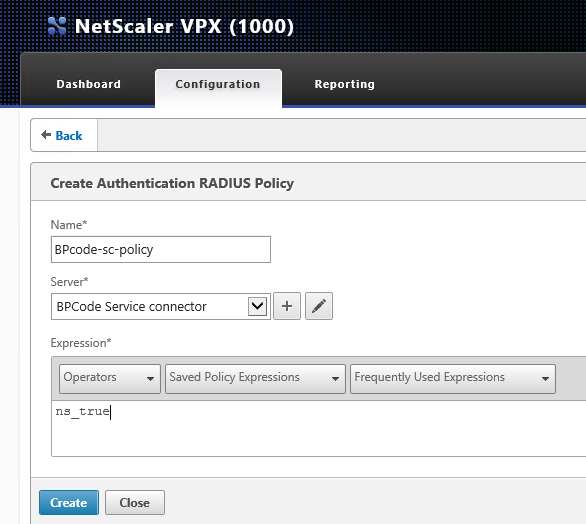 NetScaler VPX (1000)
Dashboard Configuration Reporting
Back
Create Authentication RADIUS Policy
Name*
BPcode-sc-policy
Server*
BPCode Service connector
Expression*
Operators Saved Policy Expressions Frequently Used Expressions
ns_true
Create Close